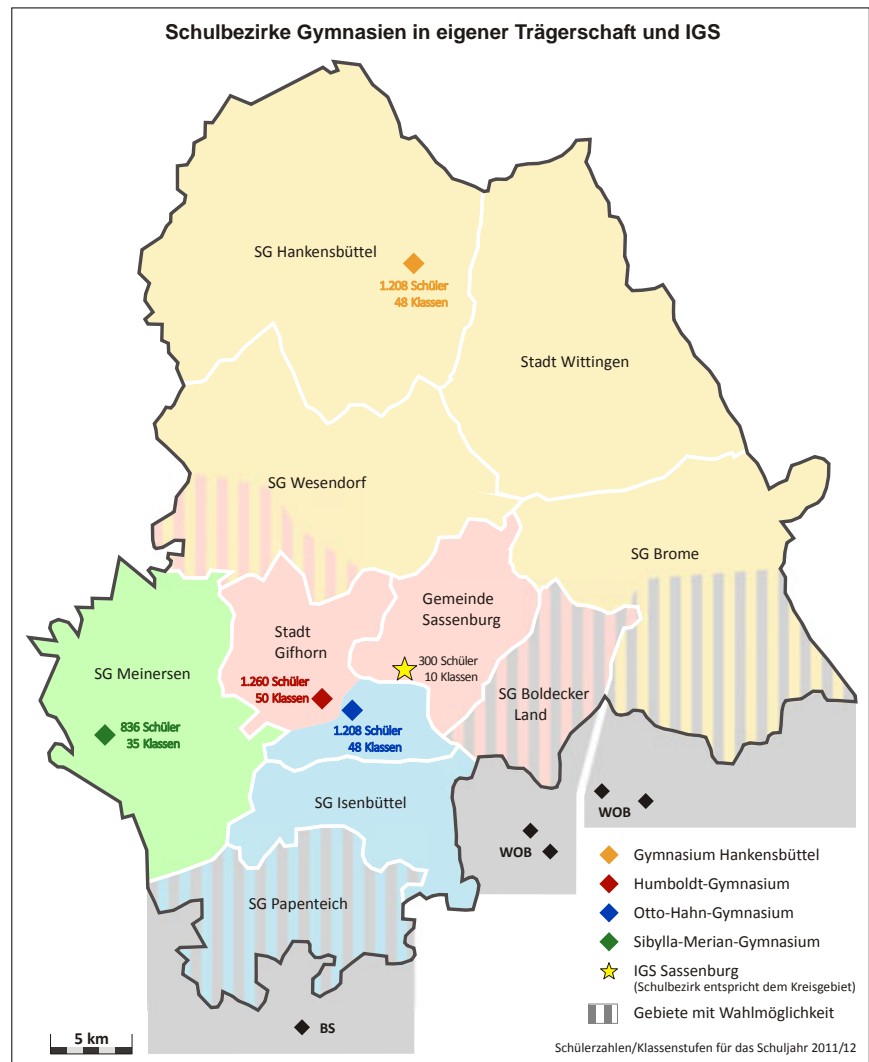 Schulbezirke Gymnasien in eigener Trägerschaft und IGS
SG Hankensbüttel
1.208 Schüler
48 Klassen
Stadt Wittingen
SG Wesendorf
SG Brome
Gemeinde
Sassenburg
Stadt
Gifhorn
300 Schüler
10 Klassen
SG Meinersen
1.260 Schüler
50 Klassen
SG Boldecker
Land
836 Schüler
35 Klassen
1.208 Schüler
48 Klassen
SG Isenbüttel
WOB
WOB
SG Papenteich
BS
Gymnasium Hankensbüttel
Humboldt-Gymnasium
Otto-Hahn-Gymnasium
Sibylla-Merian-Gymnasium
IGS Sassenburg
(Schulbezirk entspricht dem Kreisgebiet)
Gebiete mit Wahlmöglichkeit
5 km
Schülerzahlen/Klassenstufen für das Schuljahr 2011/12